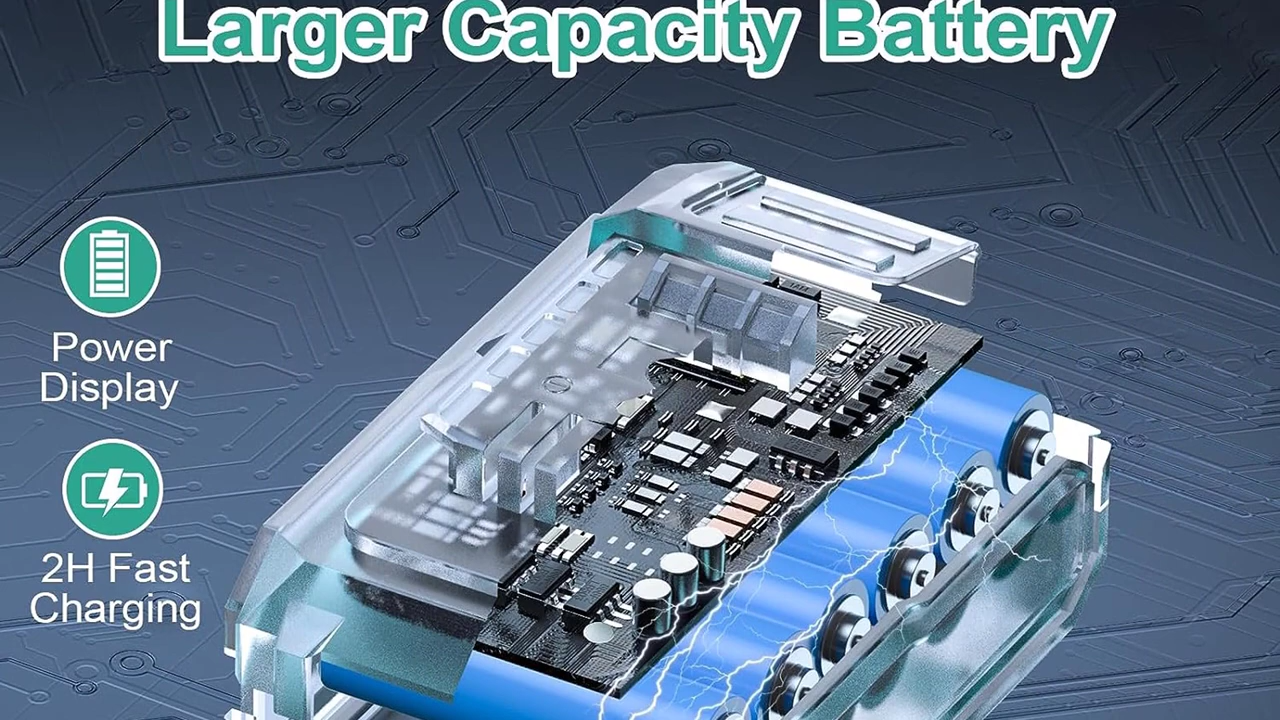 Larger Capacity Battery
Power
Display
2H Fast
Charging